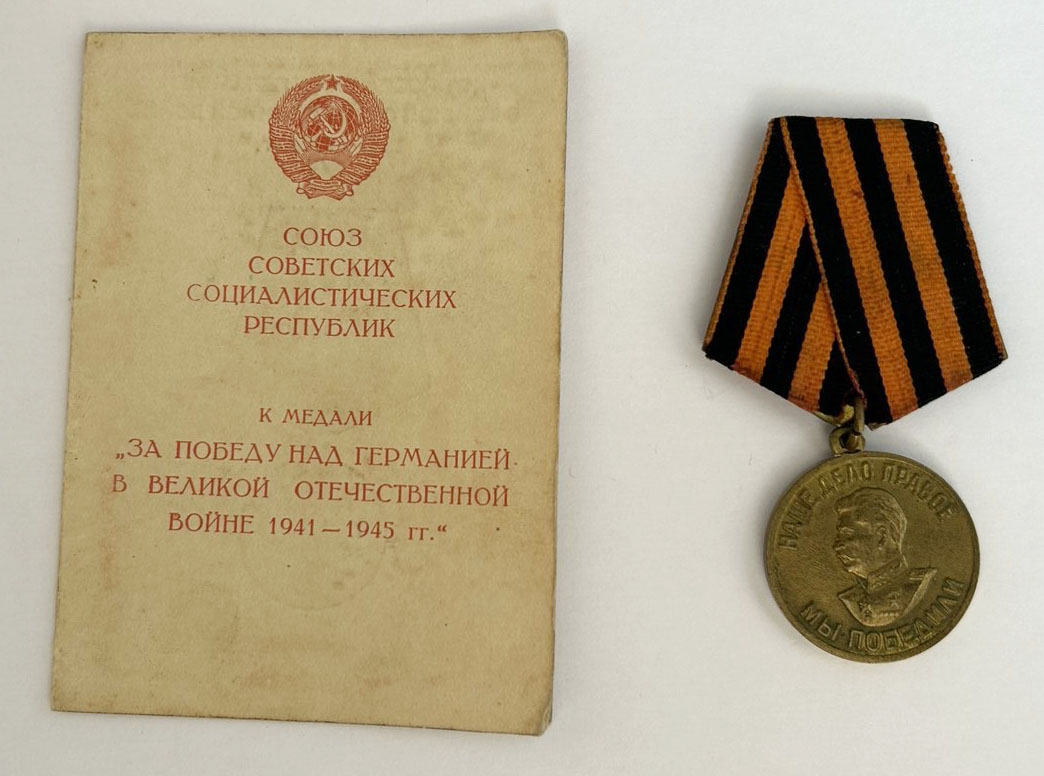 СОЮЗ
СОВЕТСКИХ
СОЦИАЛИСТИЧЕСКИХ
РЕСПУБЛИК
К МЕДАЛИ
„ЗА ПОБЕДУ НАД ГЕРМАНИЕЙ
В ВЕЛИКОЙ ОТЕЧЕСТВЕННОЙ
ВОЙНЕ 1941—1945 гг.“
НАШЕ ДЕЛО ПРАВОЕ
МЫ ПОБЕДИЛИ